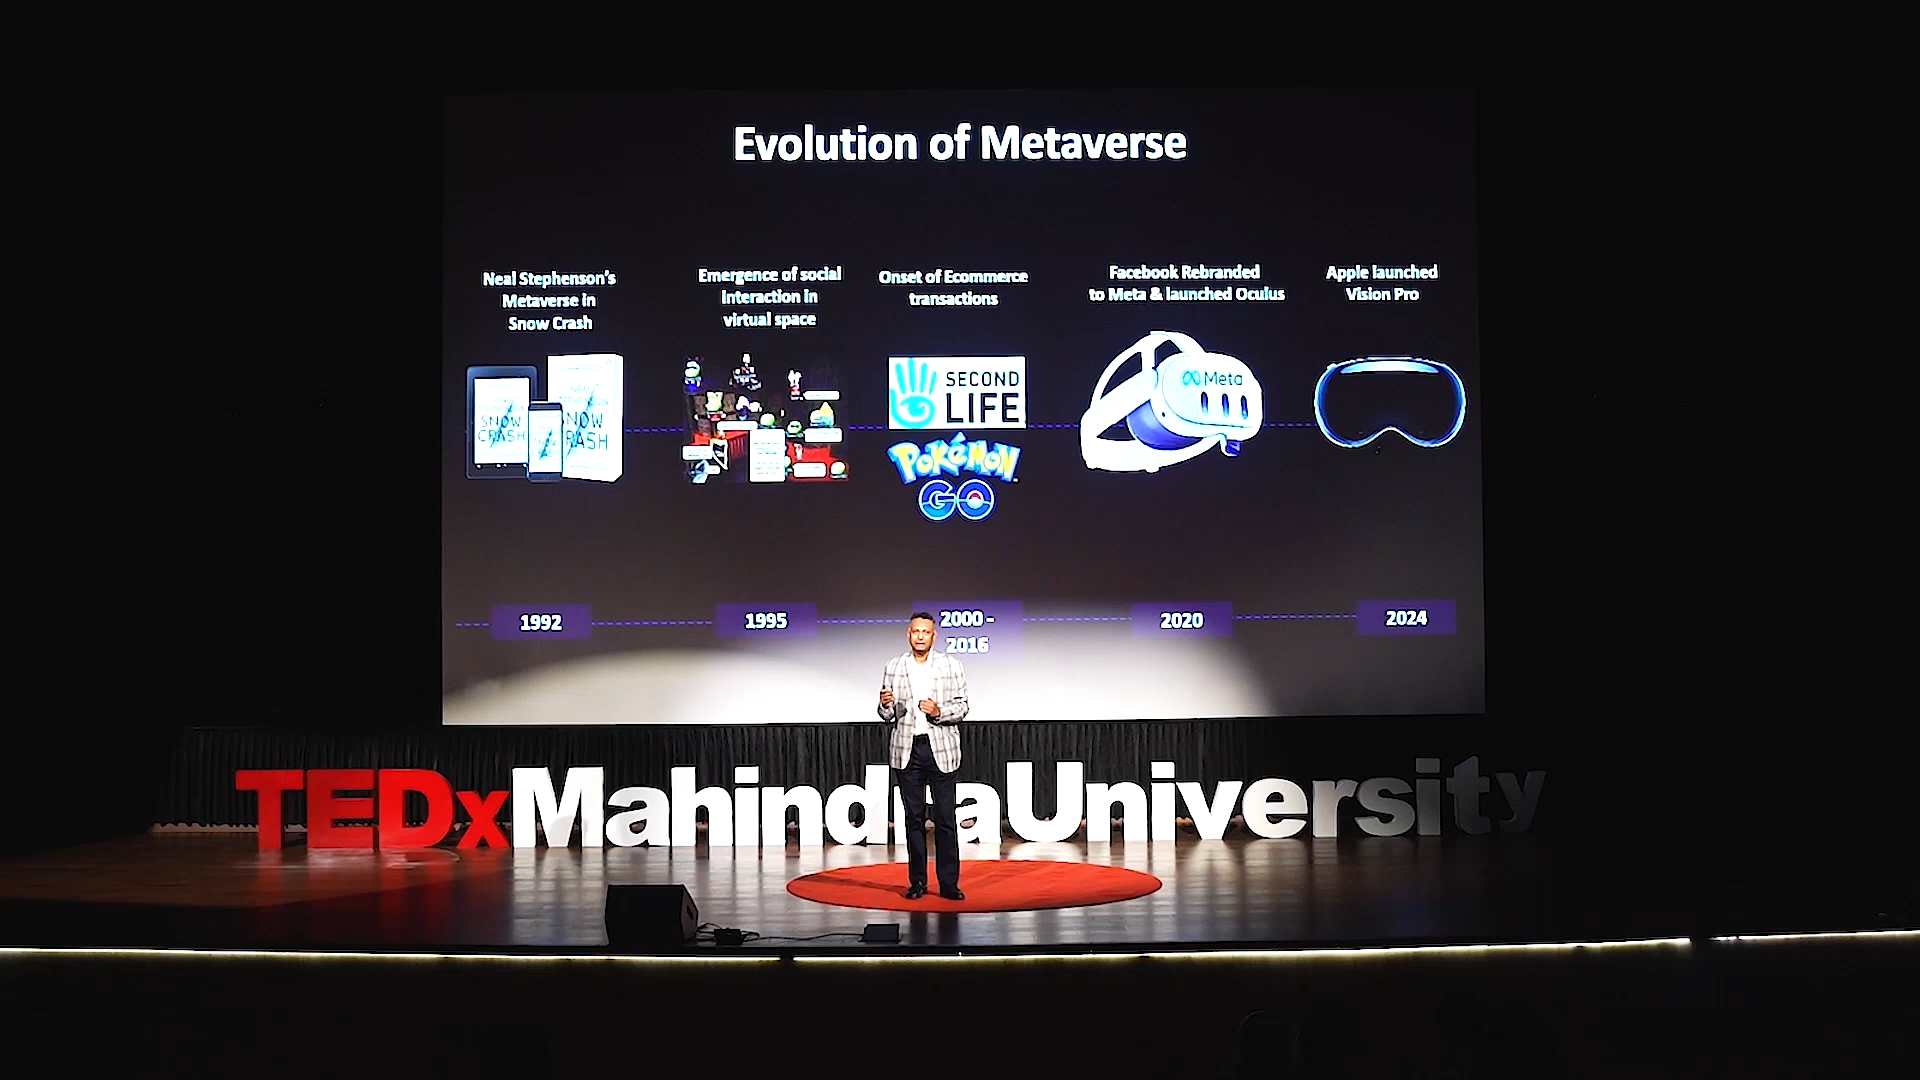 Evolution of Metaverse
Neal Stephenson's
Metaverse in
Snow Crash
Emergence of social
Interaction in
virtual space
Onset of Ecommerce
transactions
Facebook Rebranded
to Meta & launched Oculus
Apple launched
Vision Pro
SNOW
CRASH
SECOND
LIFE
POKéMON
GO
Meta
1992
1995
2000 -
2016
2020
2024
TEDxMahindraUniversity